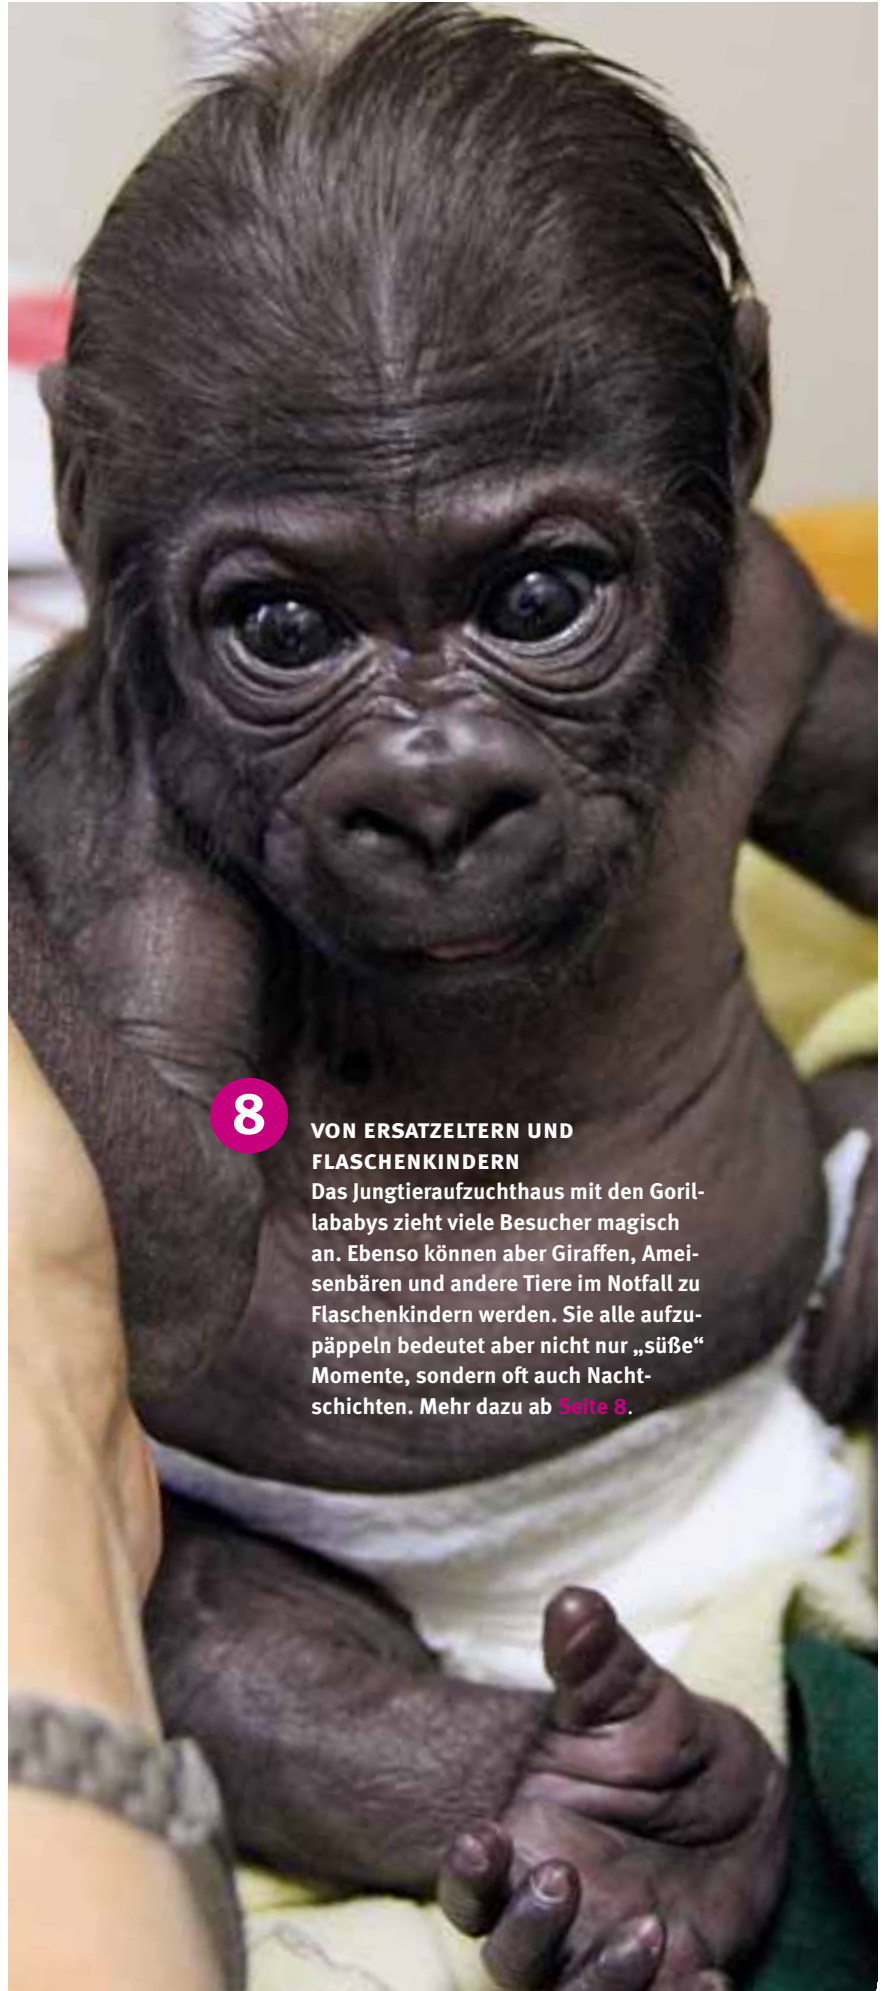 8
VON ERSATZELTERN UND
FLASCHENKINDERN
Das Jungtieraufzuchthaus mit den Goril-
lababys zieht viele Besucher magisch
an. Ebenso können aber Giraffen, Amei-
senbären und andere Tiere im Notfall zu
Flaschenkindern werden. Sie alle aufzu-
päppeln bedeutet aber nicht nur „süße“
Momente, sondern oft auch Nacht-
schichten. Mehr dazu ab Seite 8.